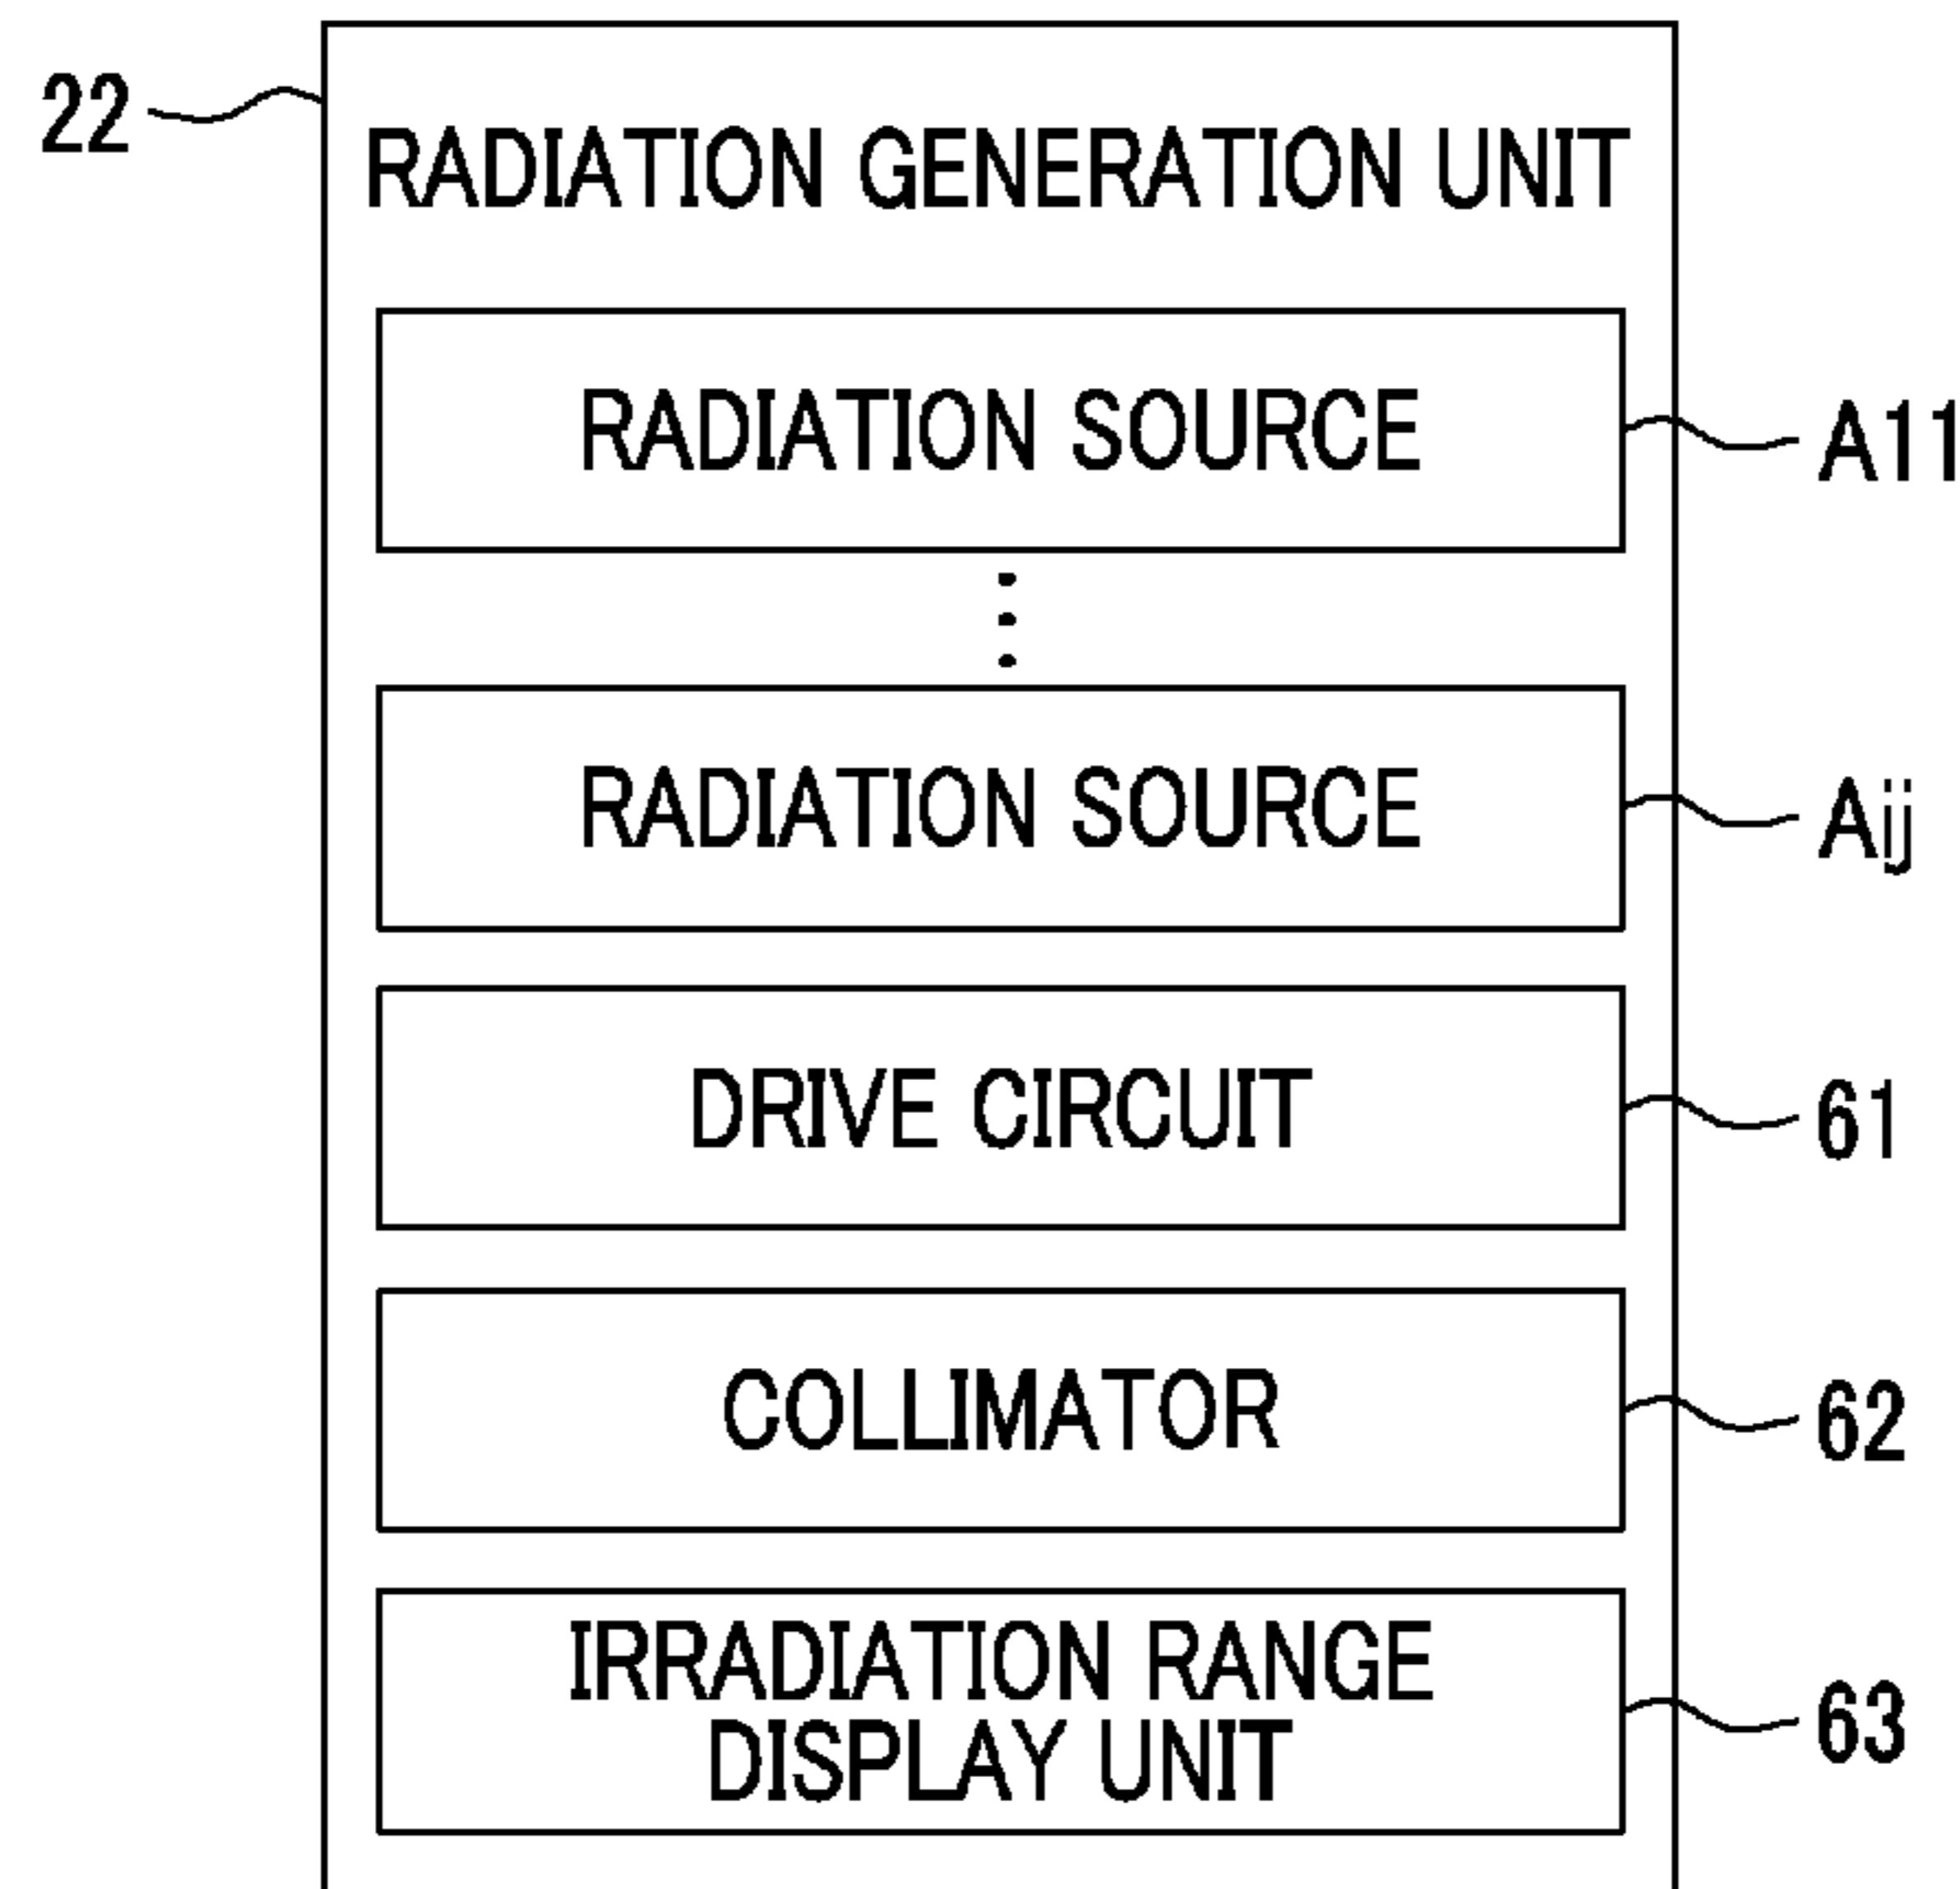 22
RADIATION GENERATION UNIT
RADIATION SOURCE
A11
RADIATION SOURCE
Aij
DRIVE CIRCUIT
61
COLLIMATOR
62
IRRADIATION RANGE
DISPLAY UNIT
63